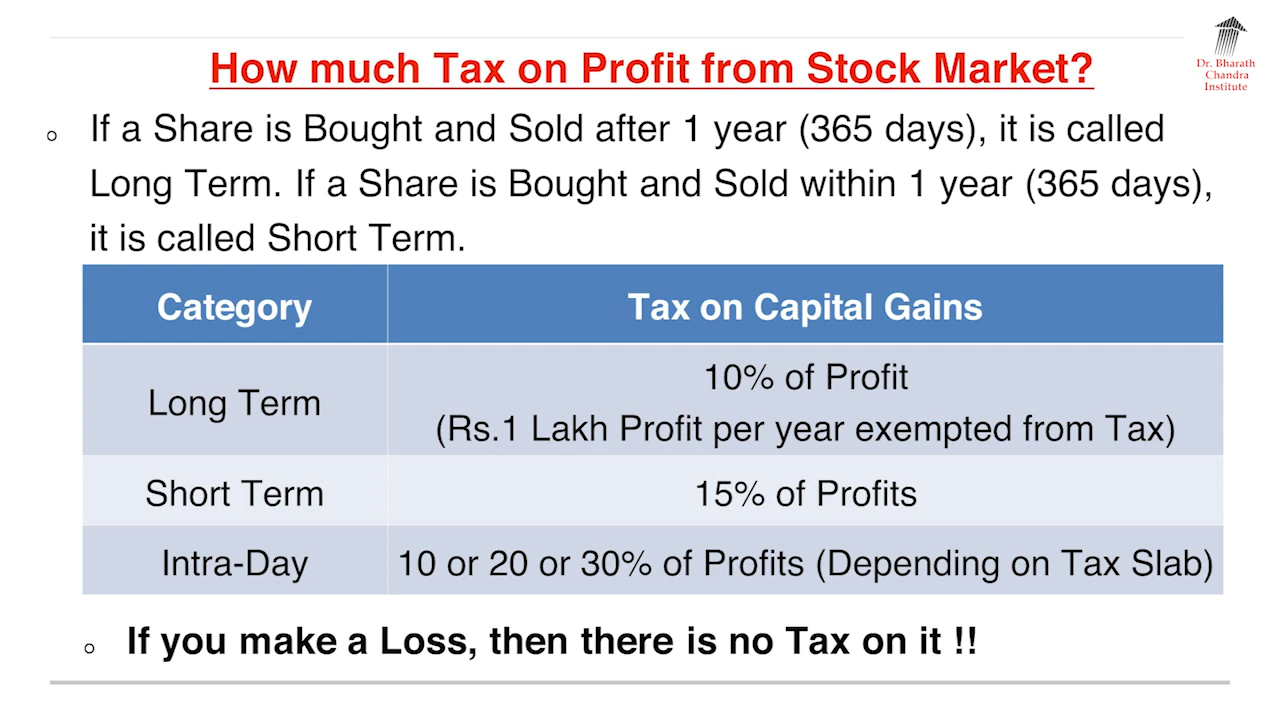 Dr. Bharath
Chandra
Institute
How much Tax on Profit from Stock Market?
If a Share is Bought and Sold after 1 year (365 days), it is called
Long Term. If a Share is Bought and Sold within 1 year (365 days),
it is called Short Term.
Category Tax on Capital Gains
Long Term
10% of Profit
(Rs.1 Lakh Profit per year exempted from Tax)
Short Term 15% of Profits
Intra-Day 10 or 20 or 30% of Profits (Depending on Tax Slab)
If you make a Loss, then there is no Tax on it !!